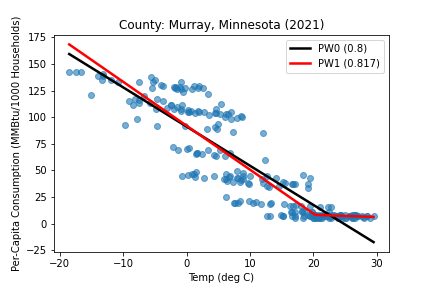 County: Murray, Minnesota (2021)
Per-Capita Consumption (MMBtu/1000 Households)
175
150
125
100
75
50
25
0
−25
PW0 (0.8)
PW1 (0.817)
−20 −10 0 10 20 30
Temp (deg C)